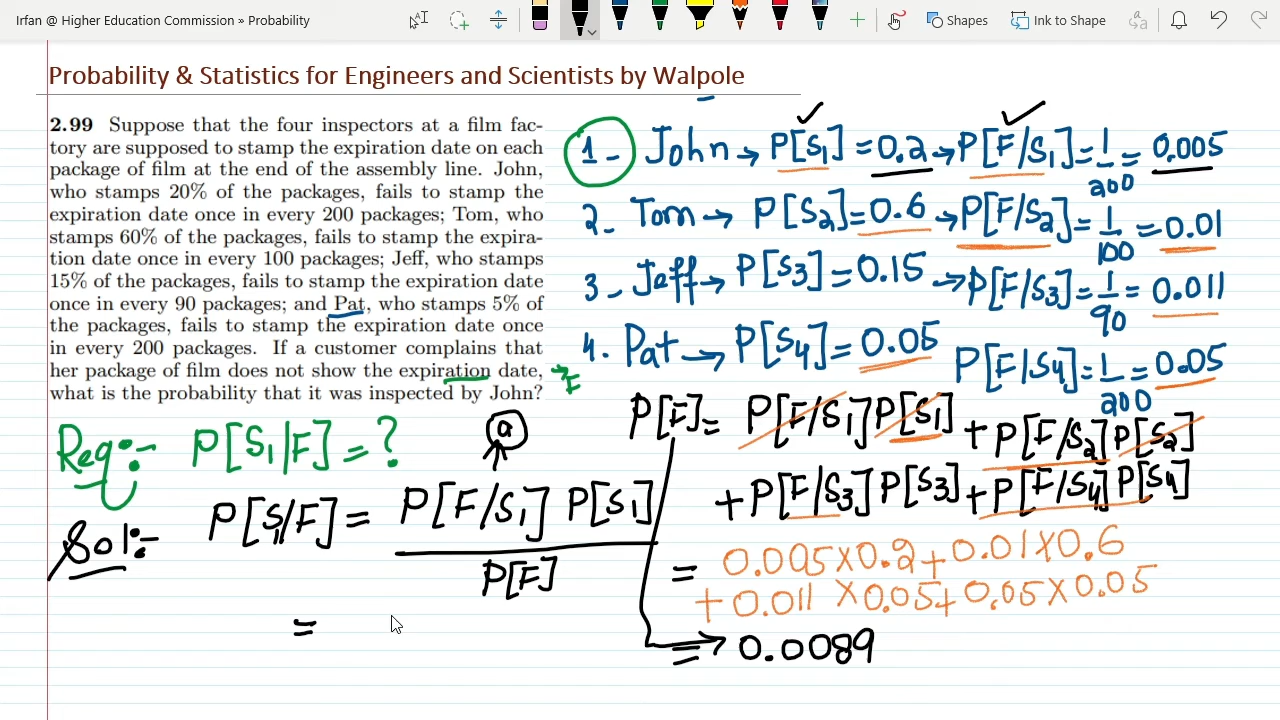 Irfan @ Higher Education Commission » Probability
Shapes
Ink to Shape
Probability & Statistics for Engineers and Scientists by Walpole
2.99 Suppose that the four inspectors at a film fac-
tory are supposed to stamp the expiration date on each
package of film at the end of the assembly line. John,
who stamps 20% of the packages, fails to stamp the
expiration date once in every 200 packages; Tom, who
stamps 60% of the packages, fails to stamp the expira-
tion date once in every 100 packages; Jeff, who stamps
15% of the packages, fails to stamp the expiration date
once in every 90 packages; and Pat, who stamps 5% of
the packages, fails to stamp the expiration date once
in every 200 packages. If a customer complains that
her package of film does not show the expiration date,
what is the probability that it was inspected by John?
→ F
1- John → P[S1] = 0.2 → P[F/S1] = 1/200 = 0.005
2- Tom → P[S2] = 0.6 → P[F/S2] = 1/100 = 0.01
3- Jeff → P[S3] = 0.15 → P[F/S3] = 1/90 = 0.011
4. Pat → P[S4] = 0.05 P[F/S4] = 1/200 = 0.05
Req:- P[S1|F] = ?
a
Sol:- P[S1/F] = P[F/S1] P[S1] / P[F]
=
P[F] = P[F/S1] P[S1] + P[F/S2] P[S2]
+ P[F/S3] P[S3] + P[F/S4] P[S4]
= 0.005 × 0.2 + 0.01 × 0.6
+ 0.011 × 0.05 + 0.05 × 0.05
= 0.0089